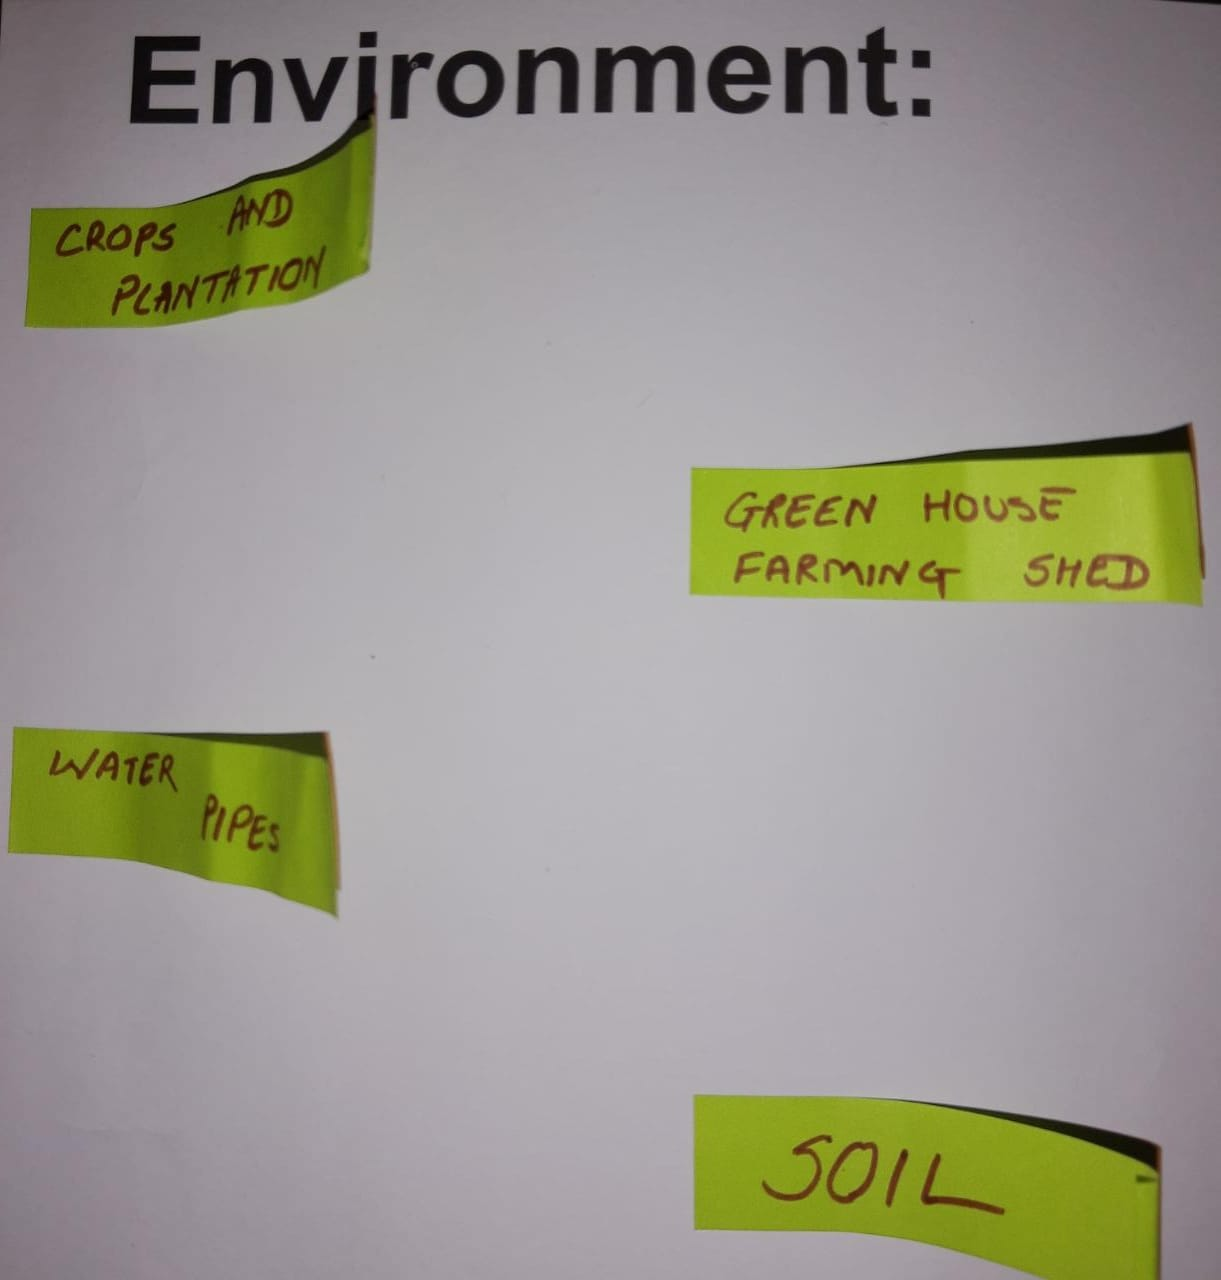 Environment:
CROPS AND
PLANTATION
GREEN HOUSE
FARMING SHED
WATER
PIPES
SOIL